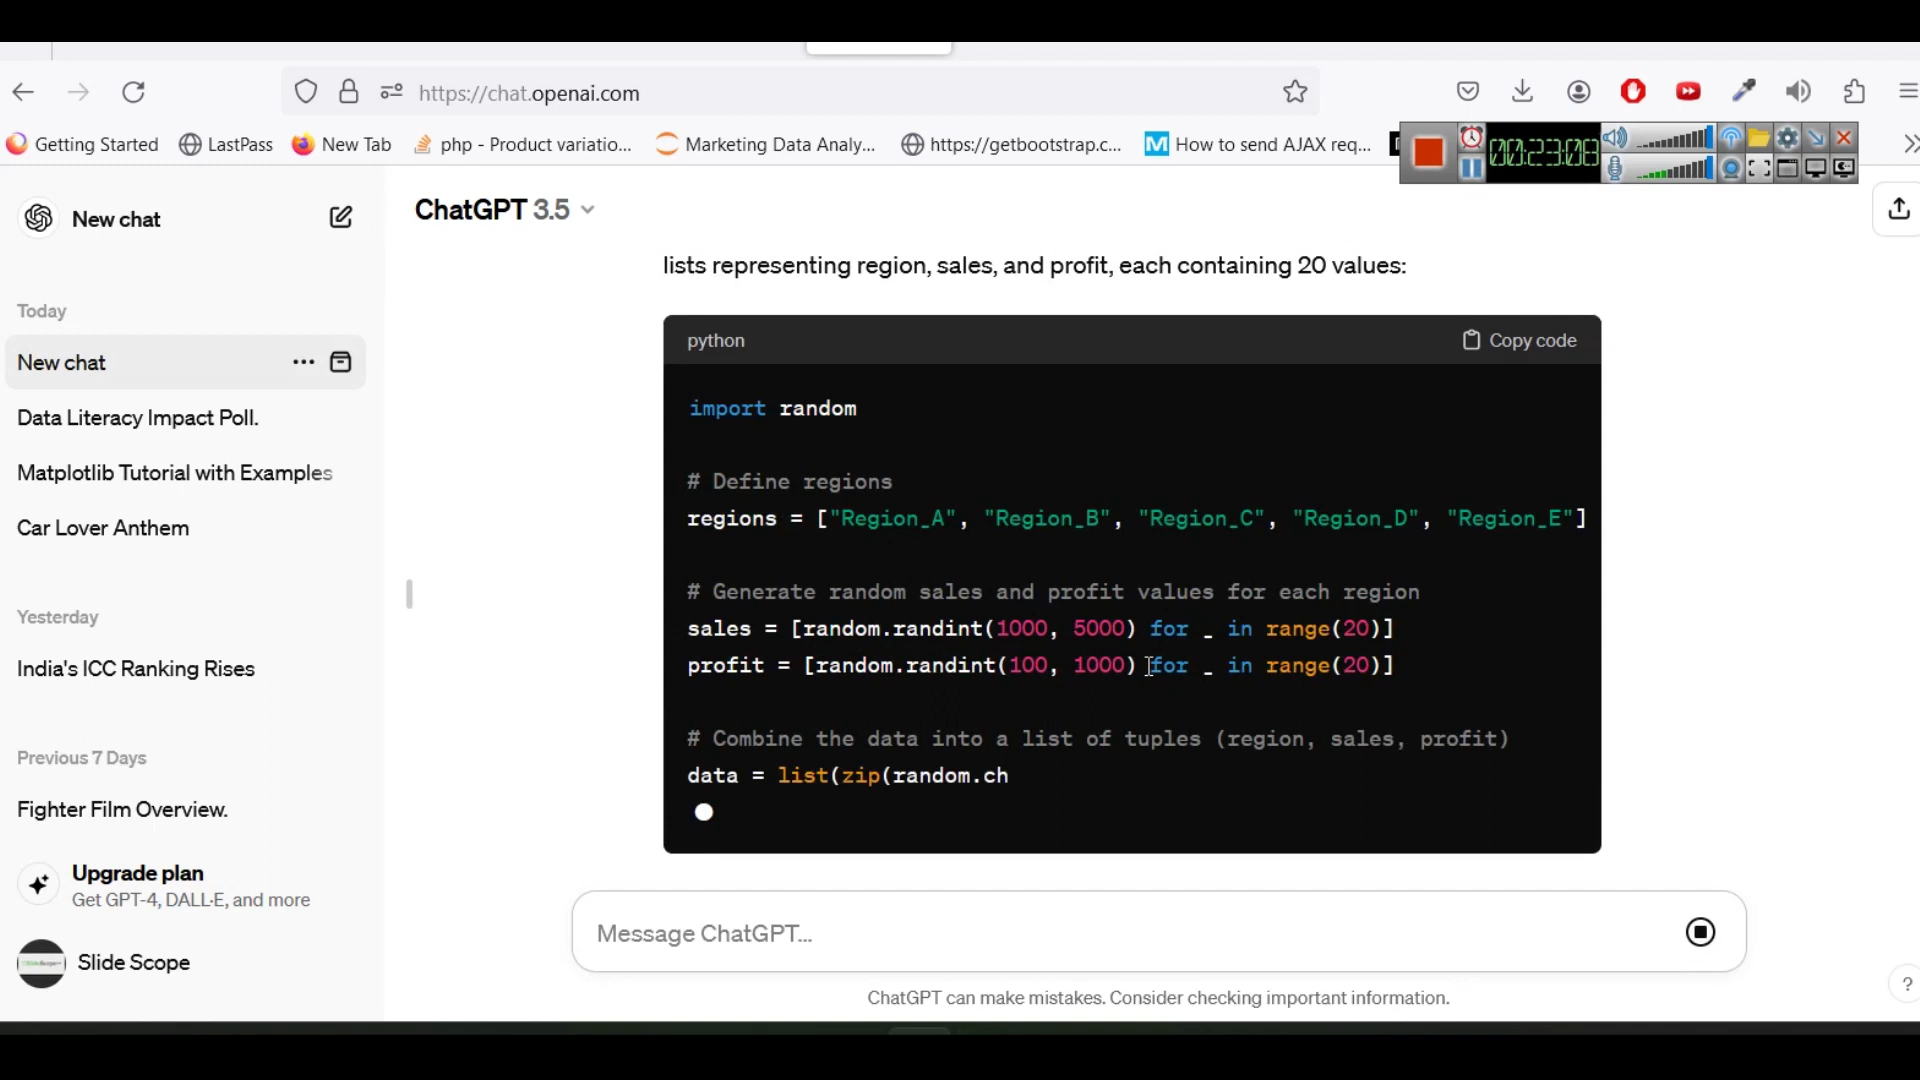 https://chat.openai.com
Getting Started
LastPass
New Tab
php - Product variatio...
Marketing Data Analy...
https://getbootstrap.c...
How to send AJAX req...
00:23:08
New chat
ChatGPT 3.5
lists representing region, sales, and profit, each containing 20 values:
Today
New chat
Data Literacy Impact Poll.
Matplotlib Tutorial with Examples
Car Lover Anthem
Yesterday
India's ICC Ranking Rises
Previous 7 Days
Fighter Film Overview.
Upgrade plan
Get GPT-4, DALL·E, and more
Slide Scope
python
Copy code
import random
# Define regions
regions = ["Region_A", "Region_B", "Region_C", "Region_D", "Region_E"]
# Generate random sales and profit values for each region
sales = [random.randint(1000, 5000) for _ in range(20)]
profit = [random.randint(100, 1000) for _ in range(20)]
# Combine the data into a list of tuples (region, sales, profit)
data = list(zip(random.ch
Message ChatGPT...
ChatGPT can make mistakes. Consider checking important information.
?